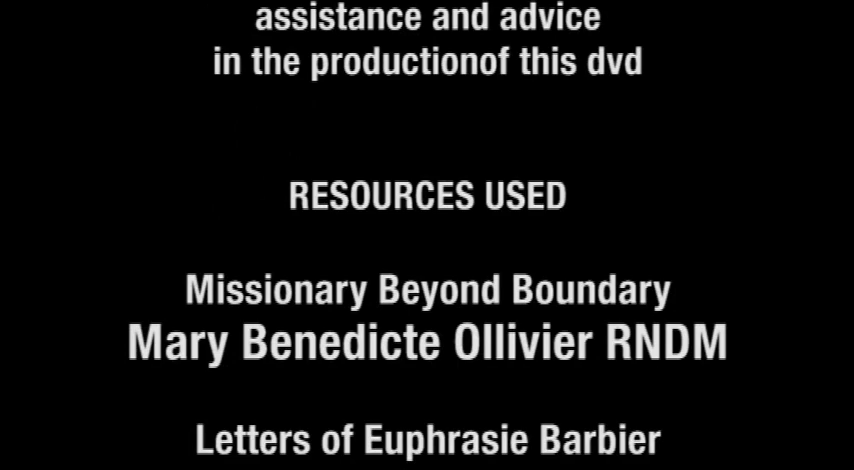 assistance and advice
in the productionof this dvd
RESOURCES USED
Missionary Beyond Boundary
Mary Benedicte Ollivier RNDM
Letters of Euphrasie Barbier